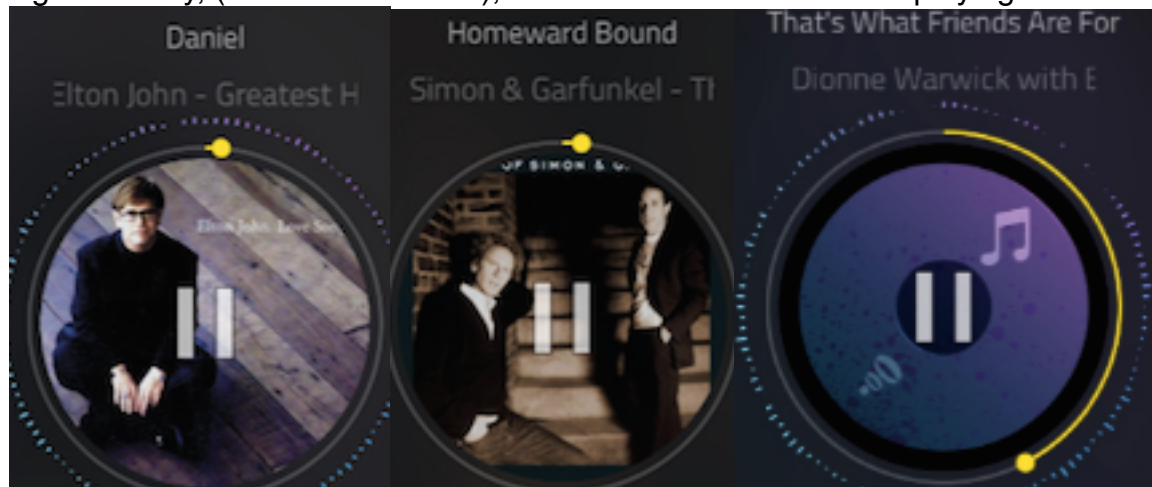 Daniel
Elton John - Greatest H
Elton John Love Son
Homeward Bound
Simon & Garfunkel - Th
OF SIMON & G
That's What Friends Are For
Dionne Warwick with E